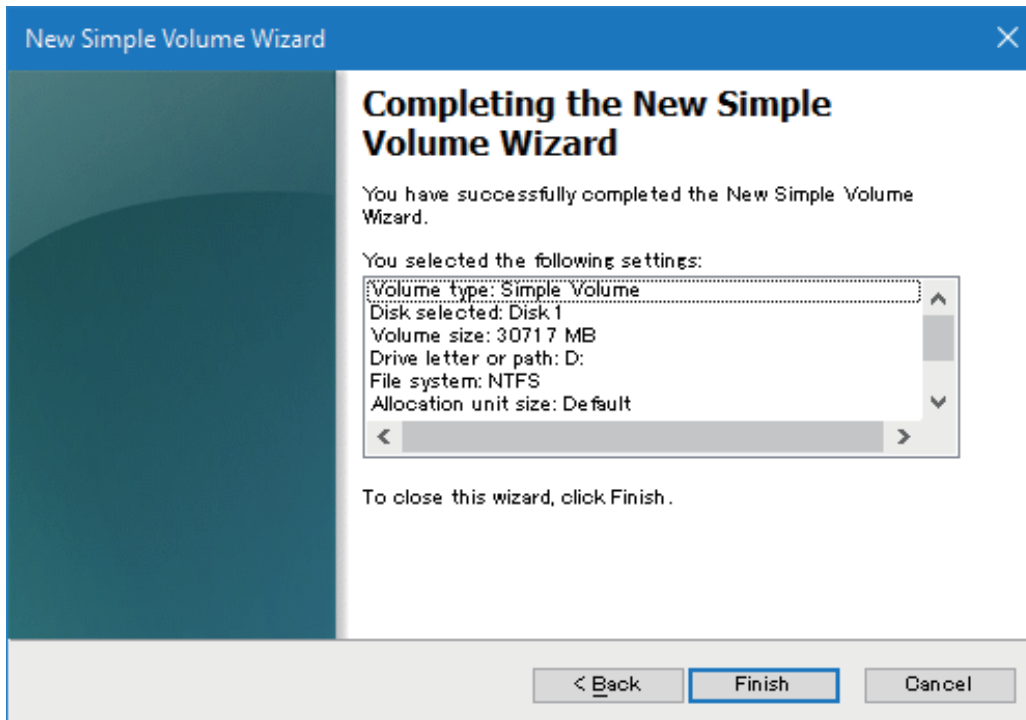 New Simple Volume Wizard
Completing the New Simple
Volume Wizard
You have successfully completed the New Simple Volume
Wizard.
You selected the following settings:
Volume type: Simple Volume
Disk selected: Disk 1
Volume size: 30717 MB
Drive letter or path: D:
File system: NTFS
Allocation unit size: Default
To close this wizard, click Finish.
< Back
Finish
Cancel